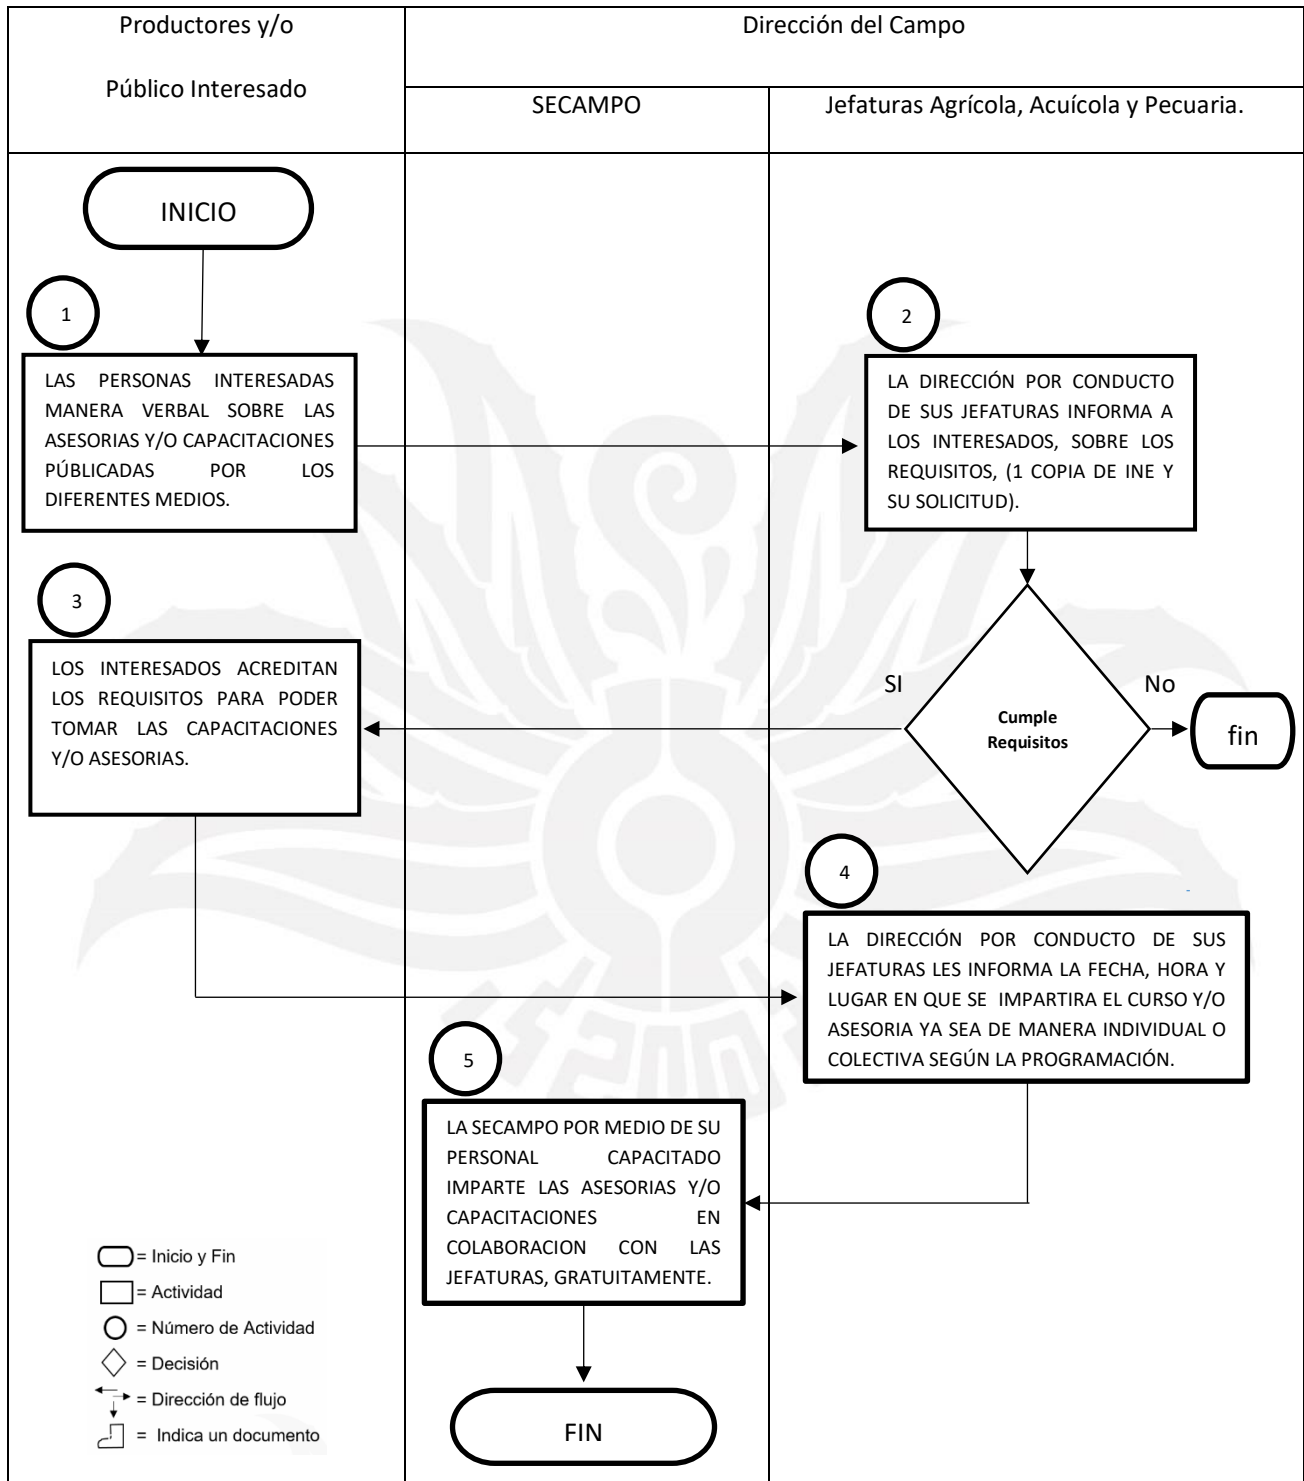 Productores y/o
Público Interesado
Dirección del Campo
SECAMPO
Jefaturas Agrícola, Acuícola y Pecuaria.
INICIO
1
LAS PERSONAS INTERESADAS
MANERA VERBAL SOBRE LAS
ASESORIAS Y/O CAPACITACIONES
PÚBLICADAS POR LOS
DIFERENTES MEDIOS.
2
LA DIRECCIÓN POR CONDUCTO
DE SUS JEFATURAS INFORMA A
LOS INTERESADOS, SOBRE LOS
REQUISITOS, (1 COPIA DE INE Y
SU SOLICITUD).
3
LOS INTERESADOS ACREDITAN
LOS REQUISITOS PARA PODER
TOMAR LAS CAPACITACIONES
Y/O ASESORIAS.
SI
Cumple
Requisitos
No
fin
4
LA DIRECCIÓN POR CONDUCTO DE SUS
JEFATURAS LES INFORMA LA FECHA, HORA Y
LUGAR EN QUE SE IMPARTIRA EL CURSO Y/O
ASESORIA YA SEA DE MANERA INDIVIDUAL O
COLECTIVA SEGÚN LA PROGRAMACIÓN.
5
LA SECAMPO POR MEDIO DE SU
PERSONAL CAPACITADO
IMPARTE LAS ASESORIAS Y/O
CAPACITACIONES EN
COLABORACION CON LAS
JEFATURAS, GRATUITAMENTE.
FIN
= Inicio y Fin
= Actividad
= Número de Actividad
= Decisión
= Dirección de flujo
= Indica un documento